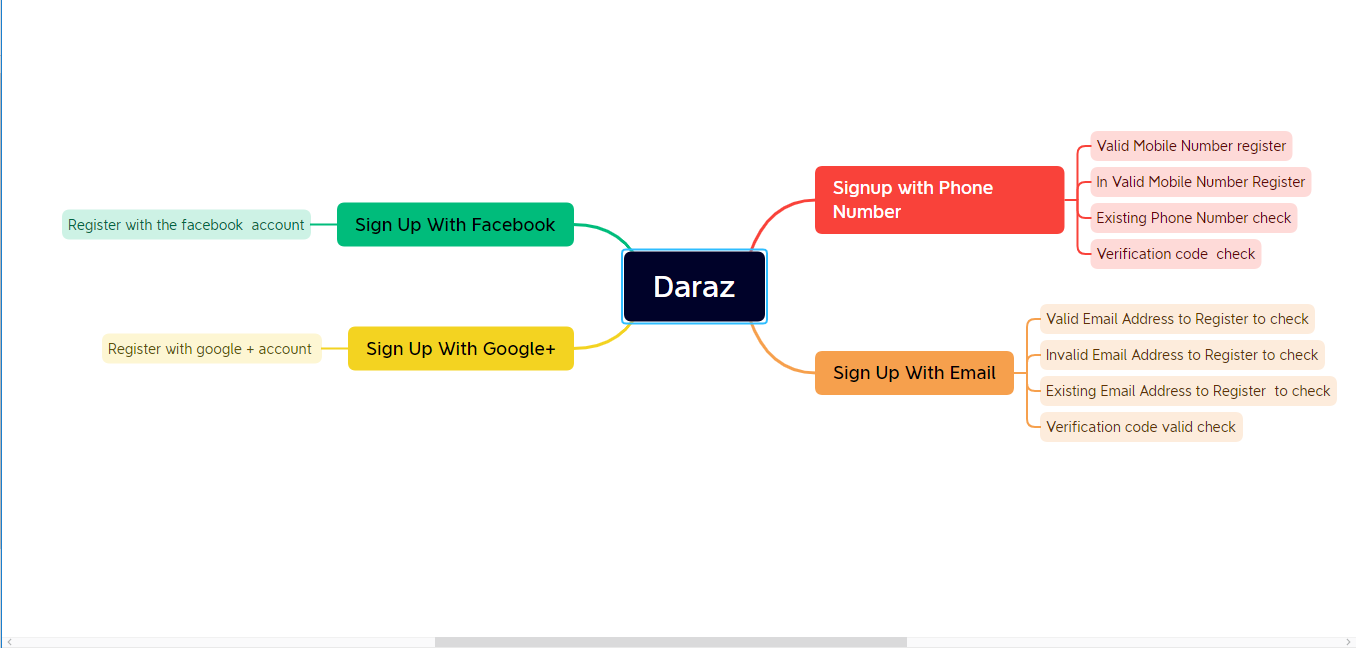 Daraz
Signup with Phone
Number
Valid Mobile Number register
In Valid Mobile Number Register
Existing Phone Number check
Verification code  check
Sign Up With Email
Valid Email Address to Register to check
Invalid Email Address to Register to check
Existing Email Address to Register  to check
Verification code valid check
Sign Up With Facebook
Register with the facebook  account
Sign Up With Google+
Register with google + account